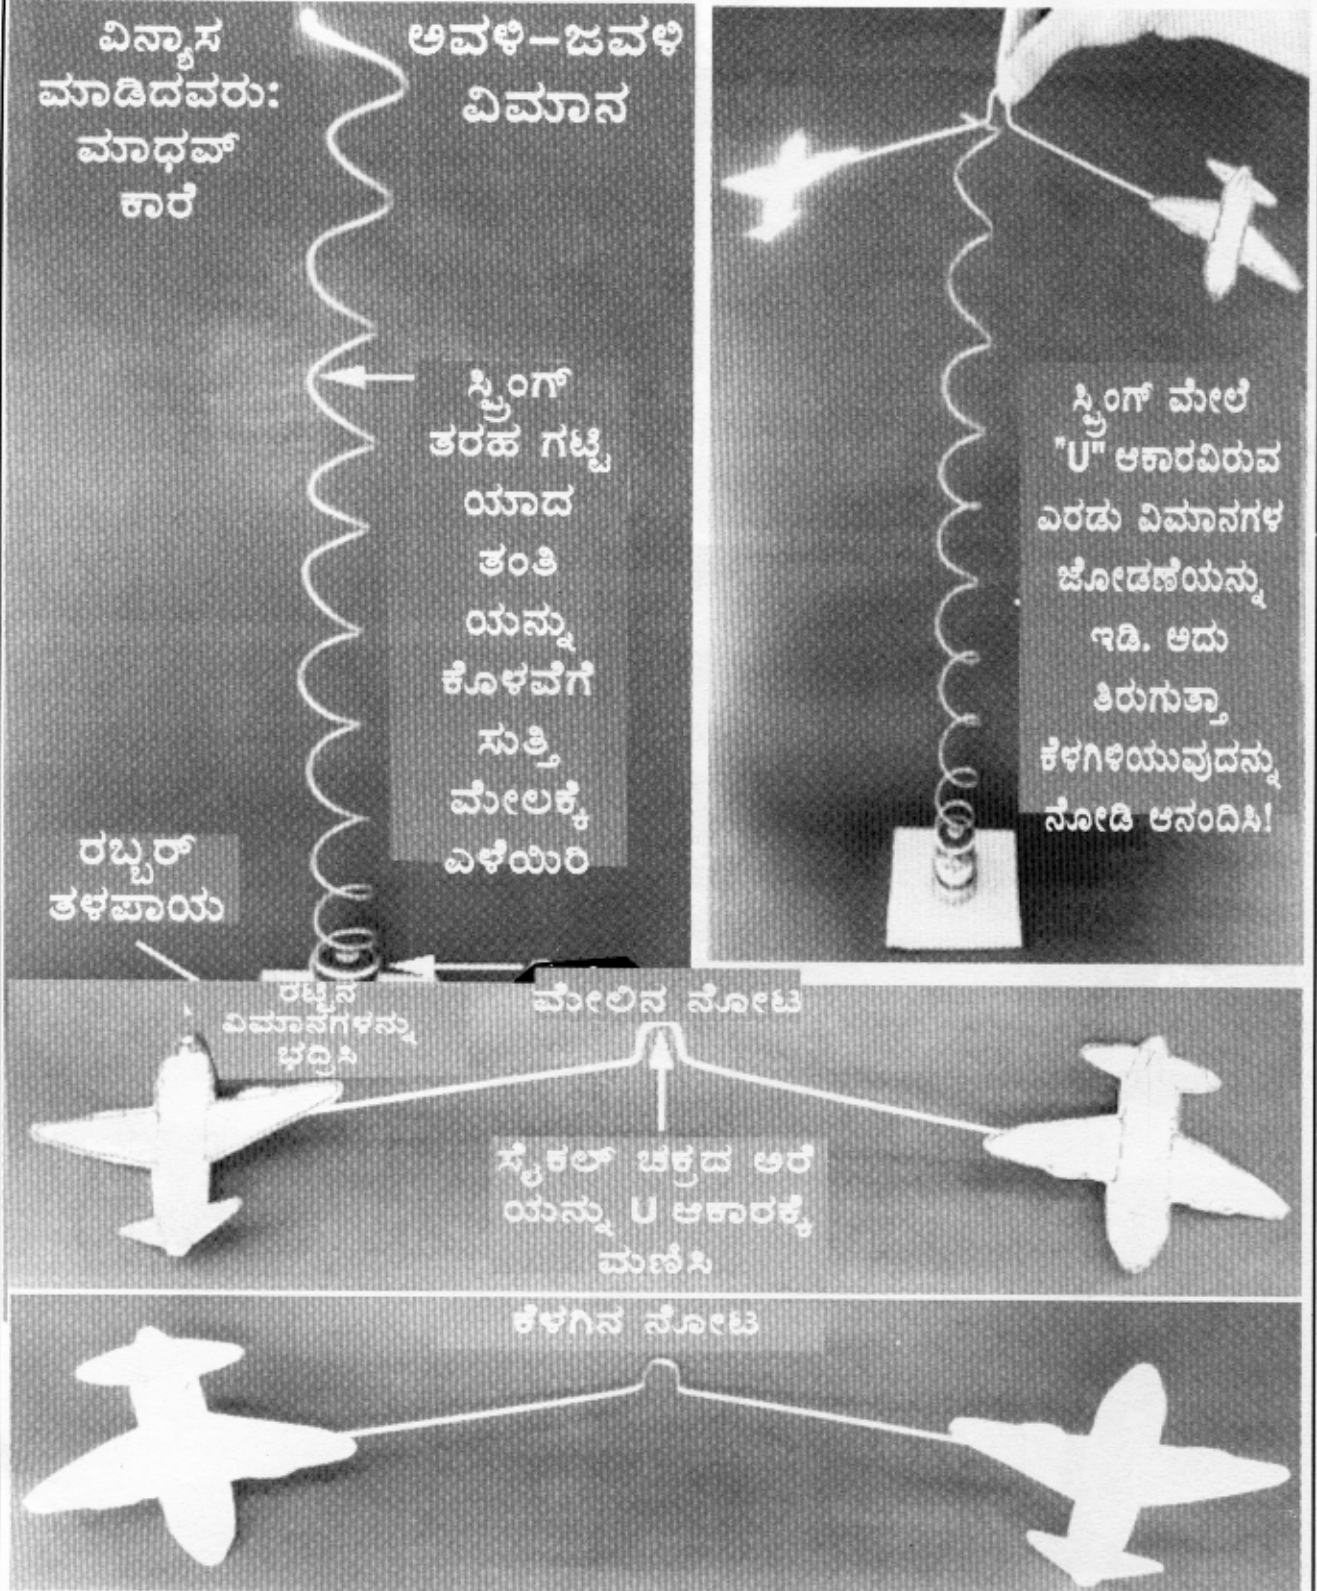 ವಿನ್ಯಾಸ
ಮಾಡಿದವರು:
ಮಾಧವ್
ಕಾರೆ
ಅವಳಿ-ಜವಳಿ
ವಿಮಾನ
ಸ್ಪ್ರಿಂಗ್
ತರಹ ಗಟ್ಟಿ
ಯಾದ
ತಂತಿ
ಯನ್ನು
ಕೊಳವೆಗೆ
ಸುತ್ತಿ
ಮೇಲಕ್ಕೆ
ಎಳೆಯಿರಿ
ರಬ್ಬರ್
ತಳಪಾಯ
ಸ್ಪ್ರಿಂಗ್ ಮೇಲೆ
"U" ಆಕಾರವಿರುವ
ಎರಡು ವಿಮಾನಗಳ
ಜೋಡಣೆಯನ್ನು
ಇಡಿ. ಅದು
ತಿರುಗುತ್ತಾ
ಕೆಳಗಿಳಿಯುವುದನ್ನು
ನೋಡಿ ಆನಂದಿಸಿ!
ರಟ್ಟಿನ
ವಿಮಾನಗಳನ್ನು
ಭದ್ರಿಸಿ
ಮೇಲಿನ ನೋಟ
ಸೈಕಲ್ ಚಕ್ರದ ಅರೆ
ಯನ್ನು U ಆಕಾರಕ್ಕೆ
ಮಣಿಸಿ
ಕೆಳಗಿನ ನೋಟ